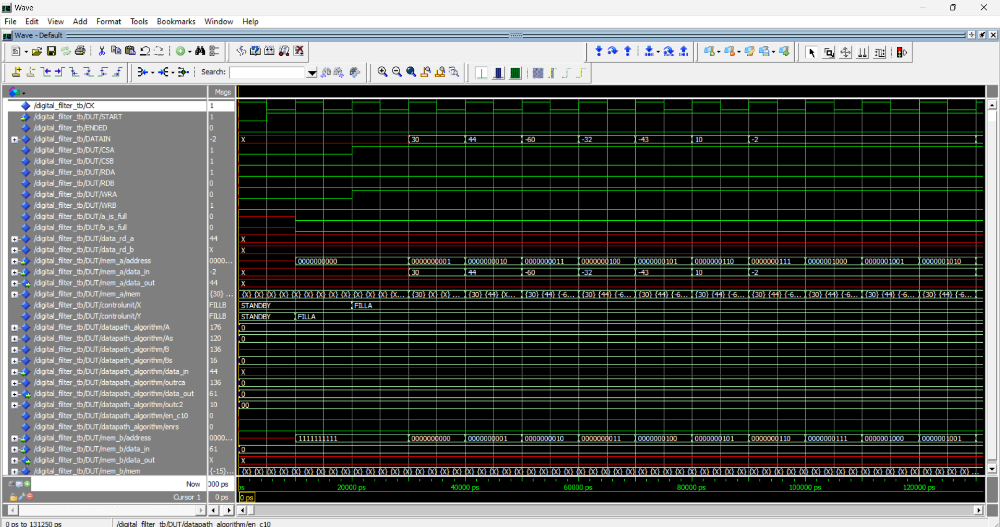 Wave
File Edit View Add Format Tools Bookmarks Window Help
Wave - Default
Search:
Msgs
/digital_filter_tb/CK 1
/digital_filter_tb/DUT/START 1
/digital_filter_tb/ENDED 0
/digital_filter_tb/DATAIN -2 X 30 44 -60 -32 -43 10 -2
/digital_filter_tb/DUT/CSA 1
/digital_filter_tb/DUT/CSB 1
/digital_filter_tb/DUT/RDA 1
/digital_filter_tb/DUT/RDB 0
/digital_filter_tb/DUT/WRA 0
/digital_filter_tb/DUT/WRB 1
/digital_filter_tb/DUT/a_is_full 0
/digital_filter_tb/DUT/b_is_full 0
/digital_filter_tb/DUT/data_rd_a 44 X
/digital_filter_tb/DUT/data_rd_b X X
/digital_filter_tb/DUT/mem_a/address 0000... 0000000000 0000000001 0000000010 0000000011 0000000100 0000000101 0000000110 0000000111 0000001000 0000001001 0000001010
/digital_filter_tb/DUT/mem_a/data_in -2 X 30 44 -60 -32 -43 10 -2
/digital_filter_tb/DUT/mem_a/data_out 44 X
/digital_filter_tb/DUT/mem_a/mem {30} ... {X} {X} {X} {X} {X} {X} {X} {X} {X} {X} {X} {X} {X... {30} {X} {X} ... {30} {44} {X... {30} {44} {-6... {30} {44} {-6... {30} {44} {-6... {30} {44} {-6... {30} {44} {-6... {30} {44} {-6... {30} {44} {-6... {30} {44} {-6...
/digital_filter_tb/DUT/controlunit/X FILLB STANDBY FILLA
/digital_filter_tb/DUT/controlunit/Y FILLB STANDBY FILLA
/digital_filter_tb/DUT/datapath_algorithm/A 176 0
/digital_filter_tb/DUT/datapath_algorithm/As 120 0
/digital_filter_tb/DUT/datapath_algorithm/B 136
/digital_filter_tb/DUT/datapath_algorithm/Bs 16 0
/digital_filter_tb/DUT/datapath_algorithm/data_in 44 X
/digital_filter_tb/DUT/datapath_algorithm/outrca 136 0
/digital_filter_tb/DUT/datapath_algorithm/data_out 61 0
/digital_filter_tb/DUT/datapath_algorithm/outc2 10 00
/digital_filter_tb/DUT/datapath_algorithm/en_c10 0
/digital_filter_tb/DUT/datapath_algorithm/enrs 0
/digital_filter_tb/DUT/mem_b/address 0000... 1111111111 0000000000 0000000001 0000000010 0000000011 0000000100 0000000101 0000000110 0000000111 0000001000 0000001001
/digital_filter_tb/DUT/mem_b/data_in 61 0
/digital_filter_tb/DUT/mem_b/data_out X X
/digital_filter_tb/DUT/mem_b/mem {-15}...
Now 000 ps ps 20000 ps 40000 ps 60000 ps 80000 ps 100000 ps 120000 ps
Cursor 1 0 ps 0 ps
0 ps to 131250 ps /digital_filter_tb/DUT/datapath_algorithm/en_c10